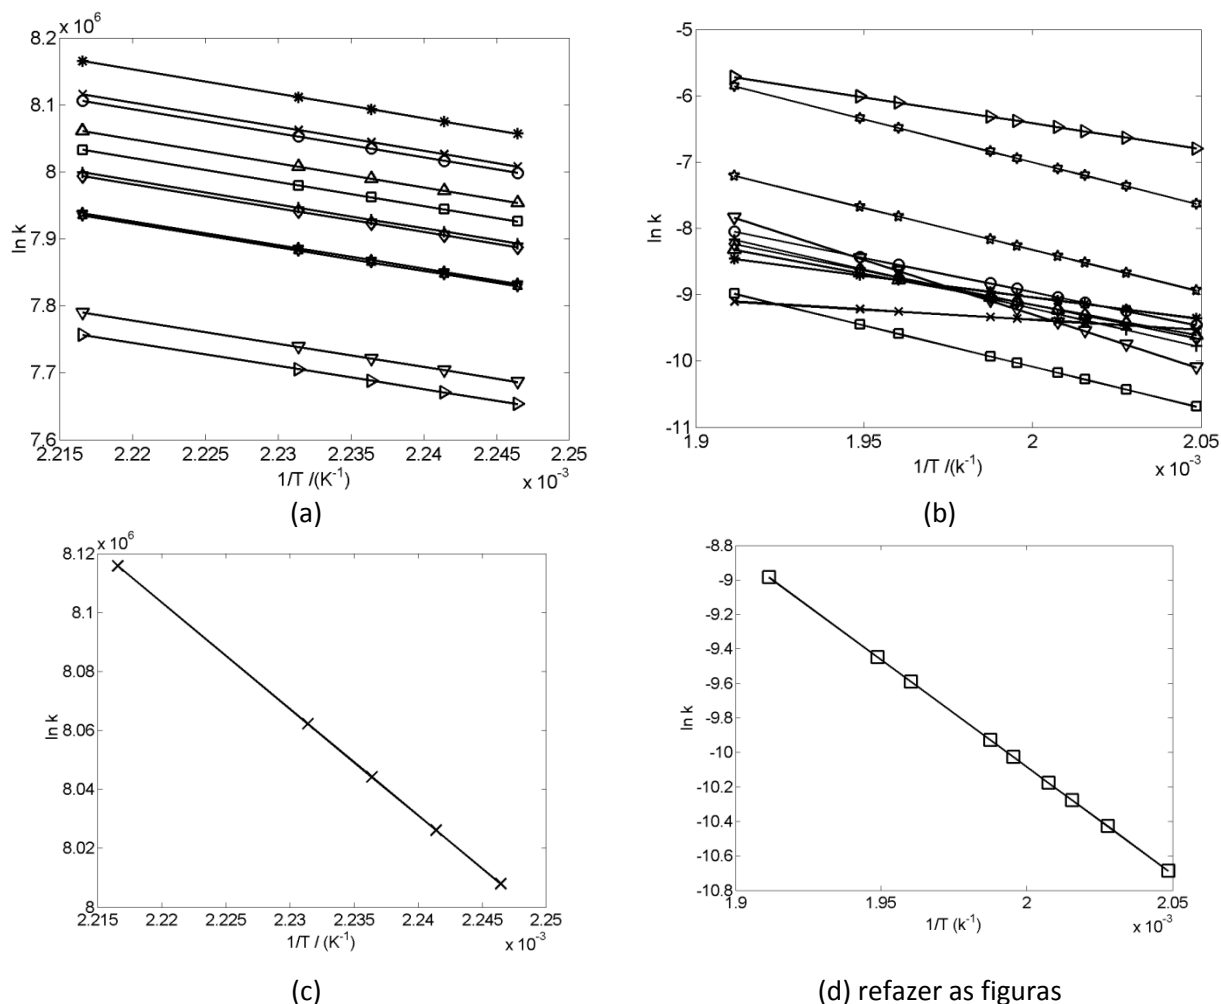 x 10^6
8.2
8.1
8
7.9
7.8
7.7
7.6
ln k
2.215 2.22 2.225 2.23 2.235 2.24 2.245 2.25
1/T /(K^-1)
x 10^-3
(a)
-5
-6
-7
-8
-9
-10
-11
ln k
1.9 1.95 2 2.05
1/T /(k^-1)
x 10^-3
(b)
x 10^6
8.12
8.1
8.08
8.06
8.04
8.02
8
ln k
2.215 2.22 2.225 2.23 2.235 2.24 2.245 2.25
1/T / (K^-1)
x 10^-3
(c)
-8.8
-9
-9.2
-9.4
-9.6
-9.8
-10
-10.2
-10.4
-10.6
-10.8
ln k
1.9 1.95 2 2.05
1/T (k^-1)
x 10^-3
(d) refazer as figuras